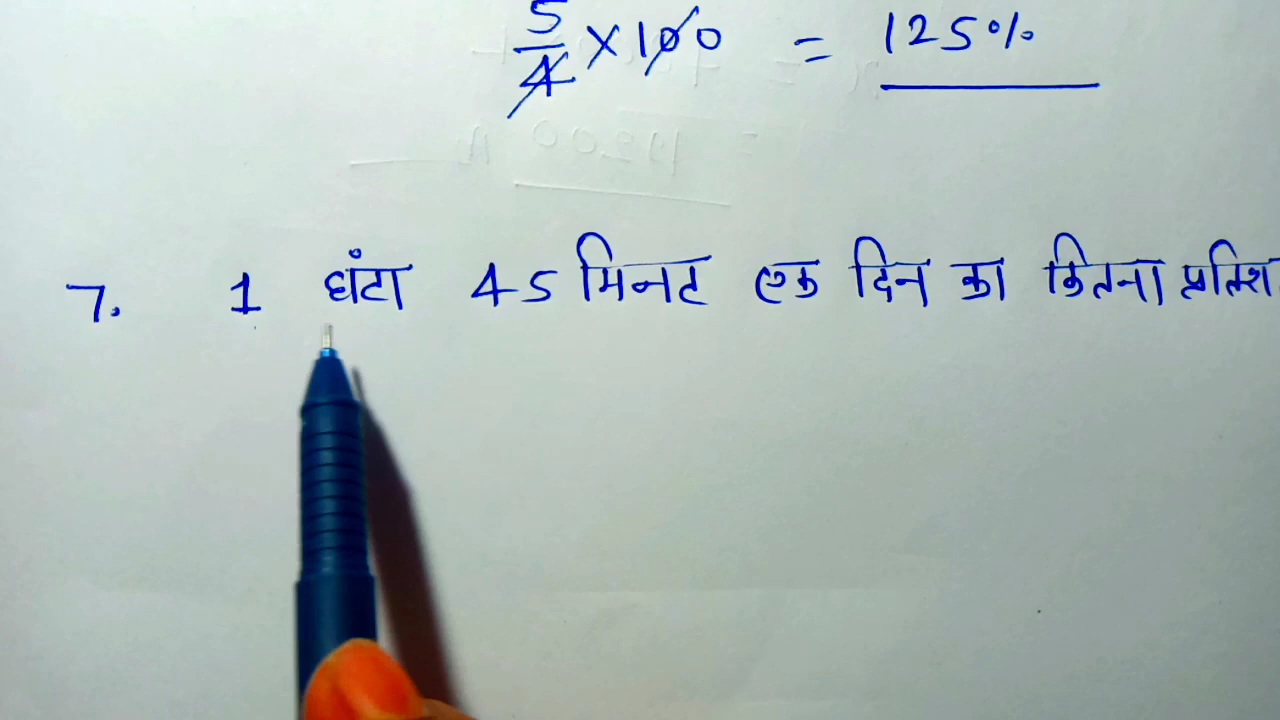 5/4 × 100 = 125%
7. 1 घंटा 45 मिनट एक दिन का कितना प्रतिश